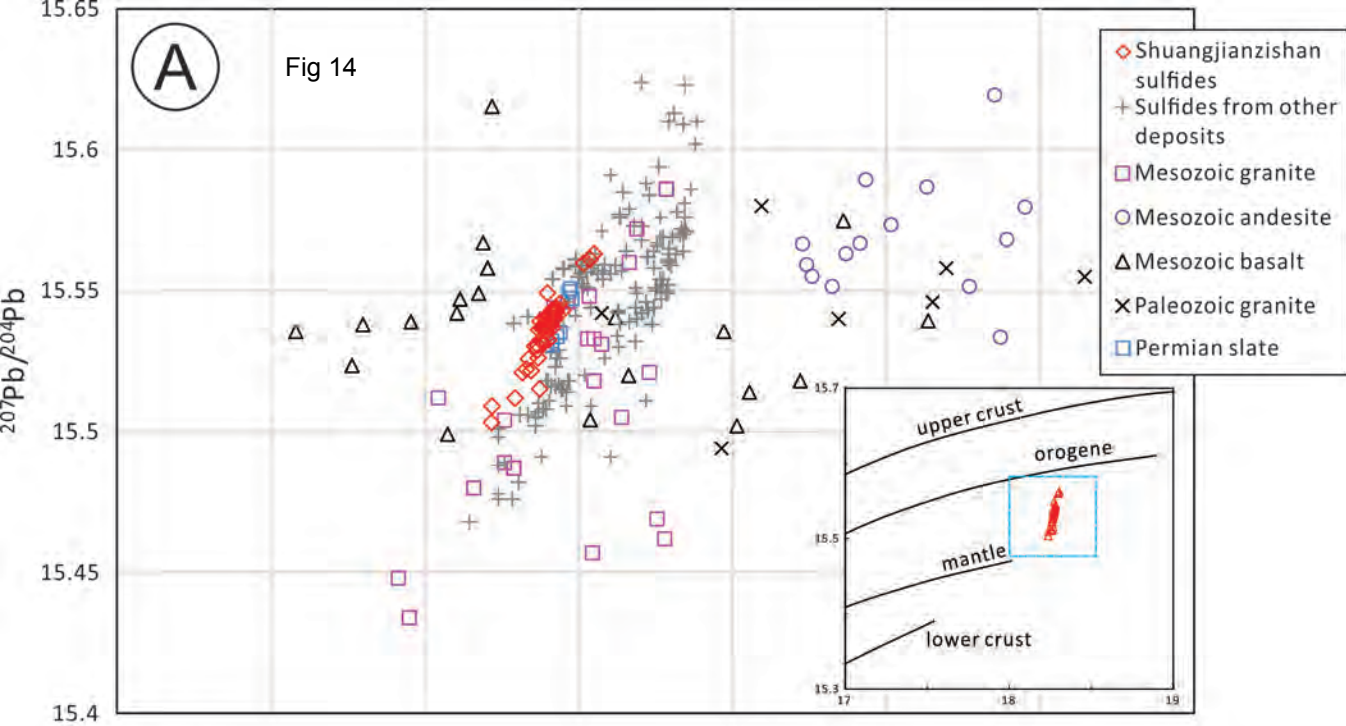 15.65
A
Fig 14
Shuangjianzishan
sulfides
Sulfides from other
deposits
Mesozoic granite
Mesozoic andesite
Mesozoic basalt
Paleozoic granite
Permian slate
15.6
15.55
15.5
15.45
15.4
207Pb/204Pb
15.7
upper crust
orogene
15.5
mantle
lower crust
15.3
17
18
19